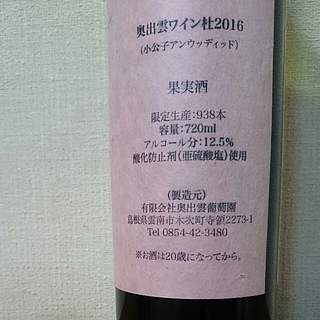 奥出雲ワイン杜2016
(小公子アンウッディッド)
果実酒
限定生産:938本
容量:720ml
アルコール分:12.5%
酸化防止剤(亜硫酸塩)使用
(製造元)
有限会社奥出雲葡萄園
島根県雲南市木次町寺領2273-1
Tel 0854-42-3480
※お酒は20歳になってから。